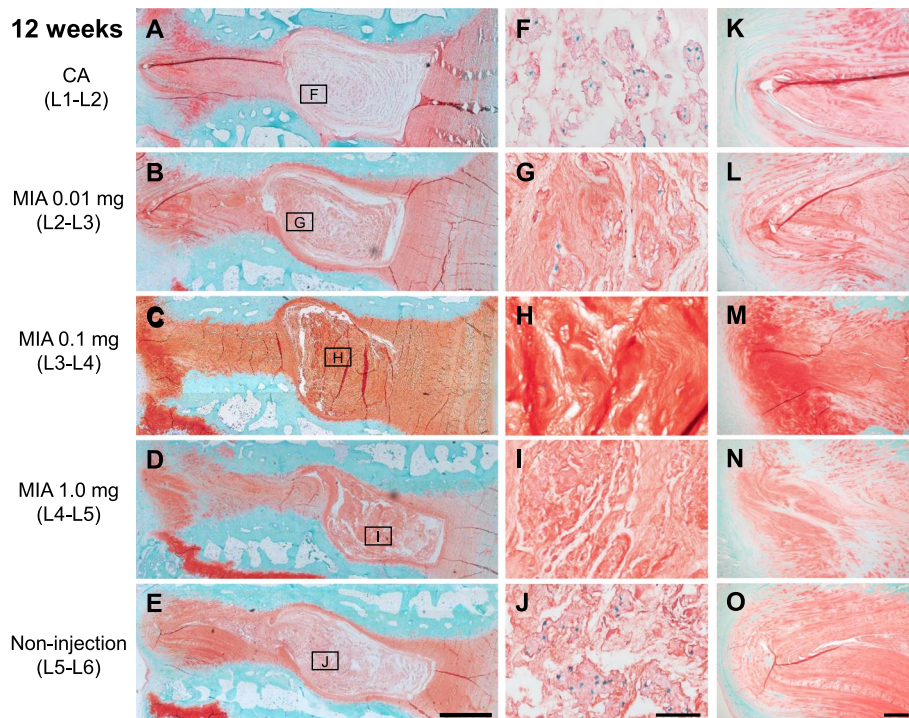 12 weeks
A
F
K
CA
(L1–L2)
F
B
G
L
MIA 0.01 mg
(L2–L3)
G
C
H
M
MIA 0.1 mg
(L3–L4)
H
D
I
N
MIA 1.0 mg
(L4–L5)
I
E
J
O
Non-injection
(L5–L6)
J